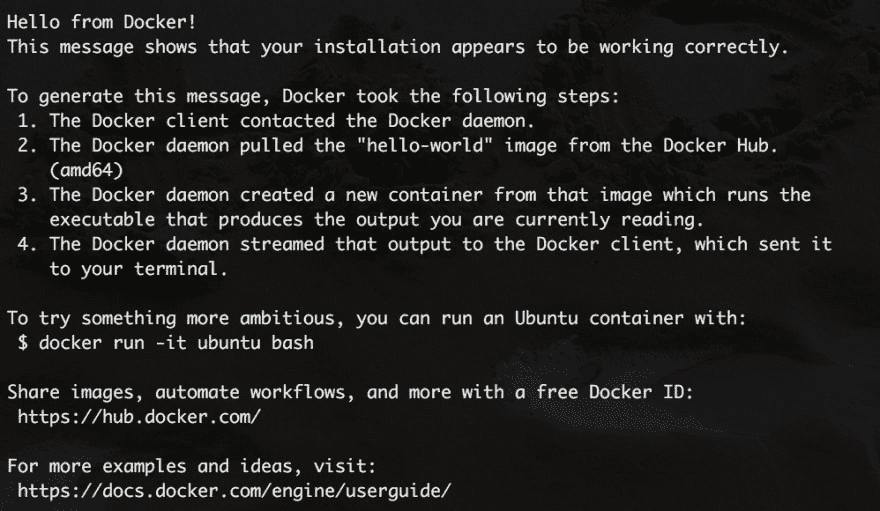 Hello from Docker!
This message shows that your installation appears to be working correctly.
To generate this message, Docker took the following steps:
1. The Docker client contacted the Docker daemon.
2. The Docker daemon pulled the "hello-world" image from the Docker Hub.
(amd64)
3. The Docker daemon created a new container from that image which runs the
executable that produces the output you are currently reading.
4. The Docker daemon streamed that output to the Docker client, which sent it
to your terminal.
To try something more ambitious, you can run an Ubuntu container with:
$ docker run -it ubuntu bash
Share images, automate workflows, and more with a free Docker ID:
https://hub.docker.com/
For more examples and ideas, visit:
https://docs.docker.com/engine/userguide/